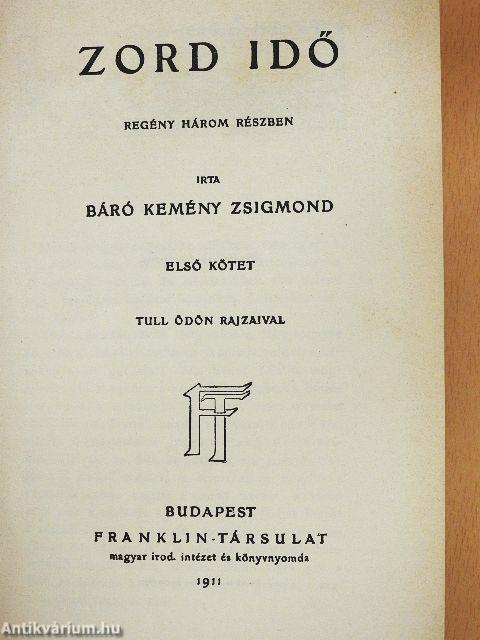 ZORD IDŐ
REGÉNY HÁROM RÉSZBEN
IRTA
BÁRÓ KEMÉNY ZSIGMOND
ELSŐ KÖTET
TULL ÖDÖN RAJZAIVAL
FT
BUDAPEST
FRANKLIN-TÁRSULAT
magyar irod. intézet és könyvnyomda
1911
Antikvárium.hu